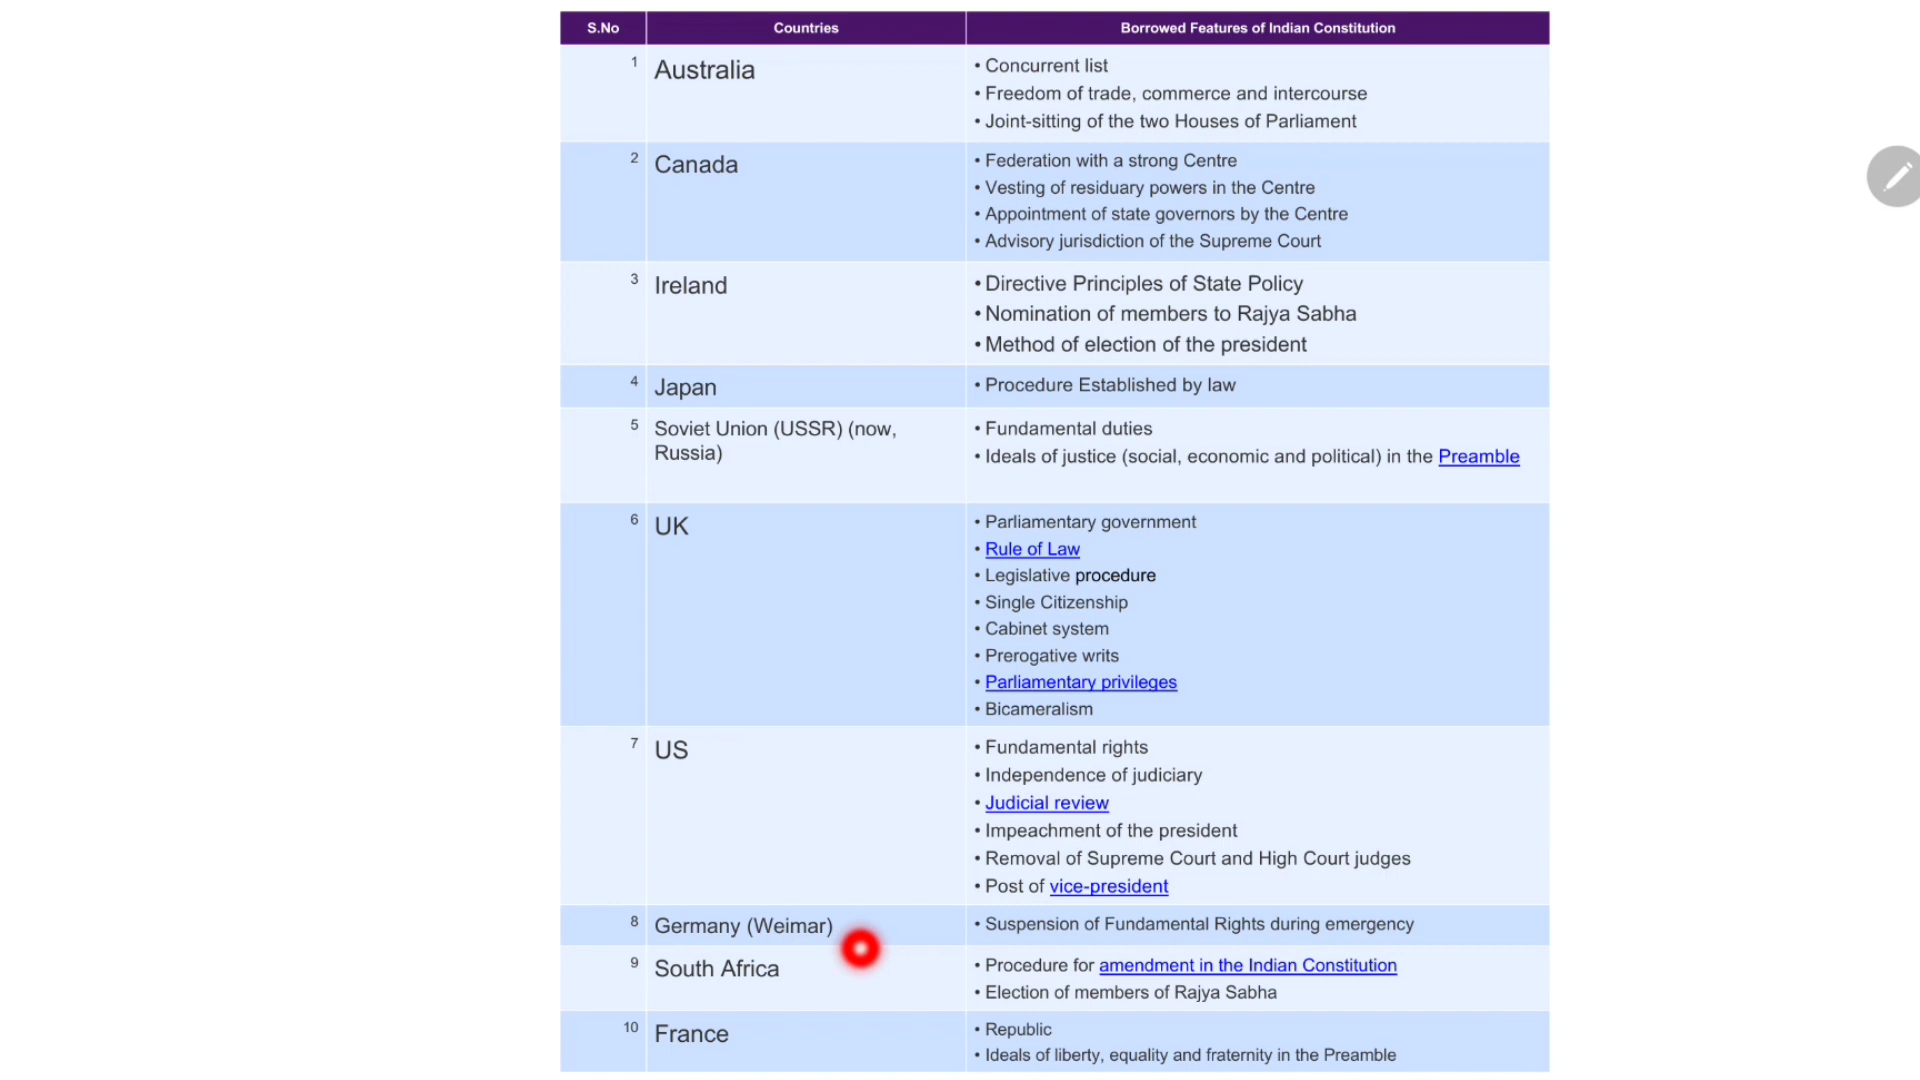 S.No Countries Borrowed Features of Indian Constitution
1 Australia
• Concurrent list
• Freedom of trade, commerce and intercourse
• Joint-sitting of the two Houses of Parliament
2 Canada
• Federation with a strong Centre
• Vesting of residuary powers in the Centre
• Appointment of state governors by the Centre
• Advisory jurisdiction of the Supreme Court
3 Ireland
• Directive Principles of State Policy
• Nomination of members to Rajya Sabha
• Method of election of the president
4 Japan
• Procedure Established by law
5 Soviet Union (USSR) (now,
Russia)
• Fundamental duties
• Ideals of justice (social, economic and political) in the Preamble
6 UK
• Parliamentary government
• Rule of Law
• Legislative procedure
• Single Citizenship
• Cabinet system
• Prerogative writs
• Parliamentary privileges
• Bicameralism
7 US
• Fundamental rights
• Independence of judiciary
• Judicial review
• Impeachment of the president
• Removal of Supreme Court and High Court judges
• Post of vice-president
8 Germany (Weimar)
• Suspension of Fundamental Rights during emergency
9 South Africa
• Procedure for amendment in the Indian Constitution
• Election of members of Rajya Sabha
10 France
• Republic
• Ideals of liberty, equality and fraternity in the Preamble